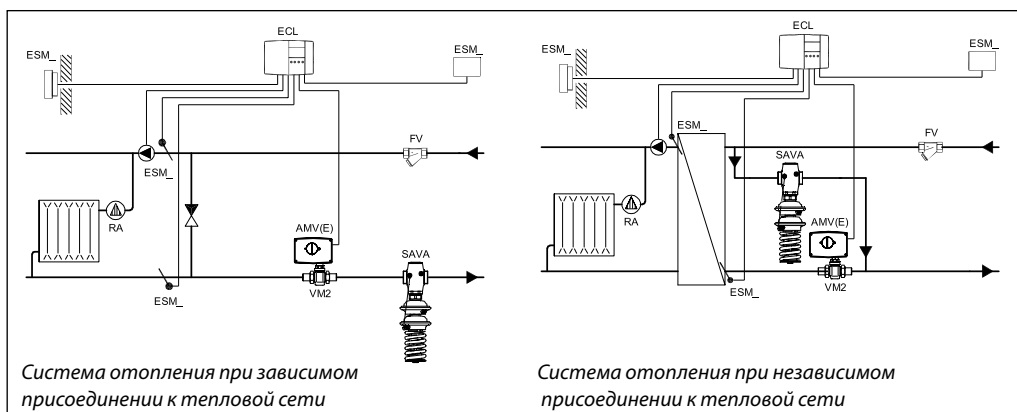 ECL
ESM_
ESM_
FV
ESM_
RA
AMV(E)
SAVA
VM2
ESM_
Система отопления при зависимом
присоединении к тепловой сети
ECL
ESM_
ESM_
ESM_
FV
SAVA
RA
AMV(E)
ESM_
VM2
Система отопления при независимом
присоединении к тепловой сети